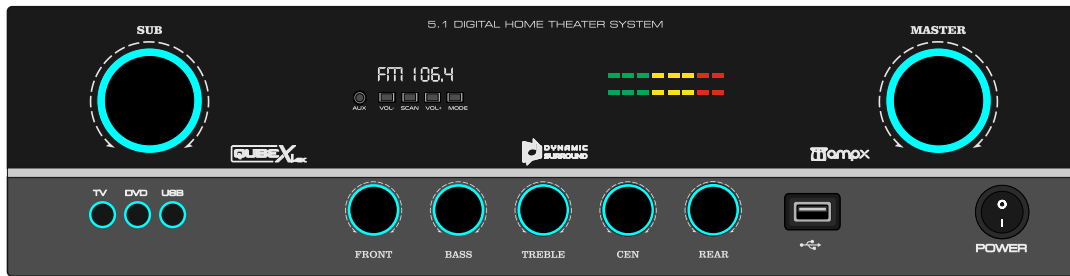 5.1 DIGITAL HOME THEATER SYSTEM
SUB
MASTER
FM 106.4
AUX VOL- SCAN VOL+ MODE
QUBEX
DYNAMIC
SURROUND
ampx
TV DVD USB
FRONT BASS TREBLE CEN REAR
O
I
POWER